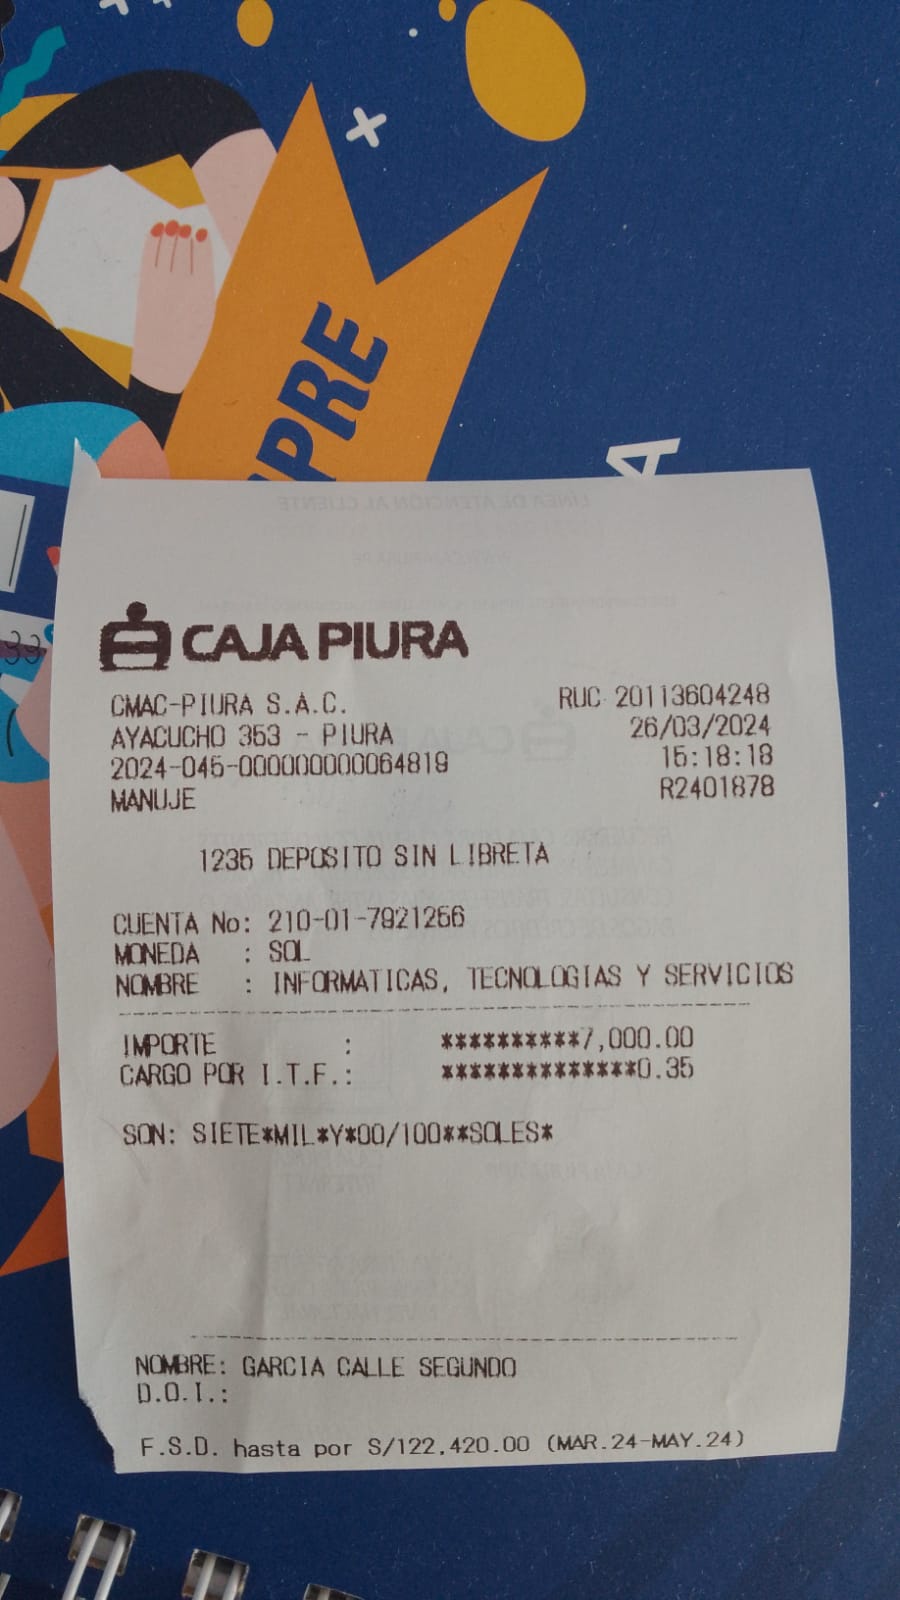 MPRE
A
33
CAJA PIURA
CMAC-PIURA S.A.C. RUC 20113604248
AYACUCHO 353 - PIURA 26/03/2024
2024-045-000000000064819 15:18:18
MANUJE R2401878
1235 DEPOSITO SIN LIBRETA
CUENTA No: 210-01-7921266
MONEDA : SOL
NOMBRE : INFORMATICAS, TECNOLOGIAS Y SERVICIOS
IMPORTE : **********7,000.00
CARGO POR I.T.F.: **************0.35
SON: SIETE*MIL*Y*00/100**SOLES*
NOMBRE: GARCIA CALLE SEGUNDO
D.O.I.:
F.S.D. hasta por S/122,420.00 (MAR.24-MAY.24)